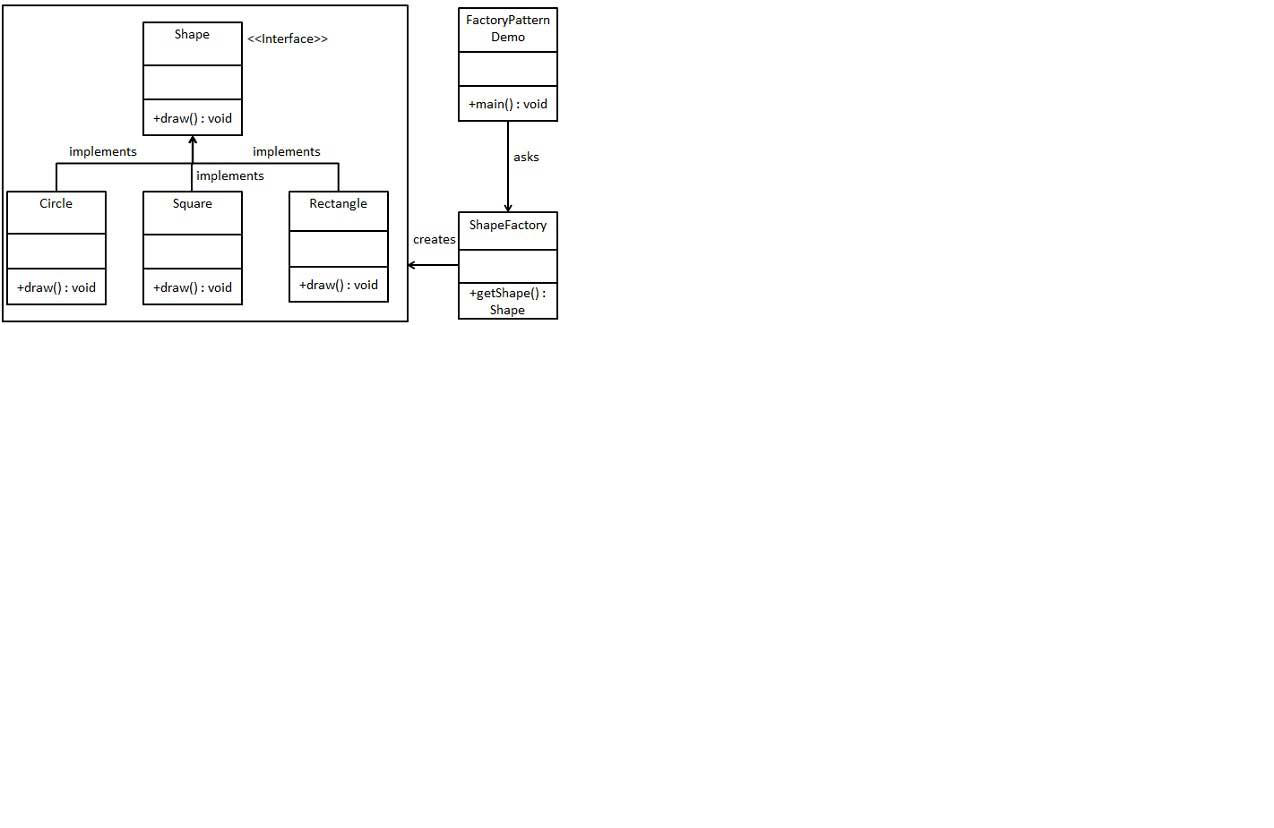 Shape
<<Interface>>
+draw() : void
implements
implements
implements
Circle
Square
Rectangle
+draw() : void
+draw() : void
+draw() : void
FactoryPattern
Demo
+main() : void
asks
creates
ShapeFactory
+getShape() :
Shape